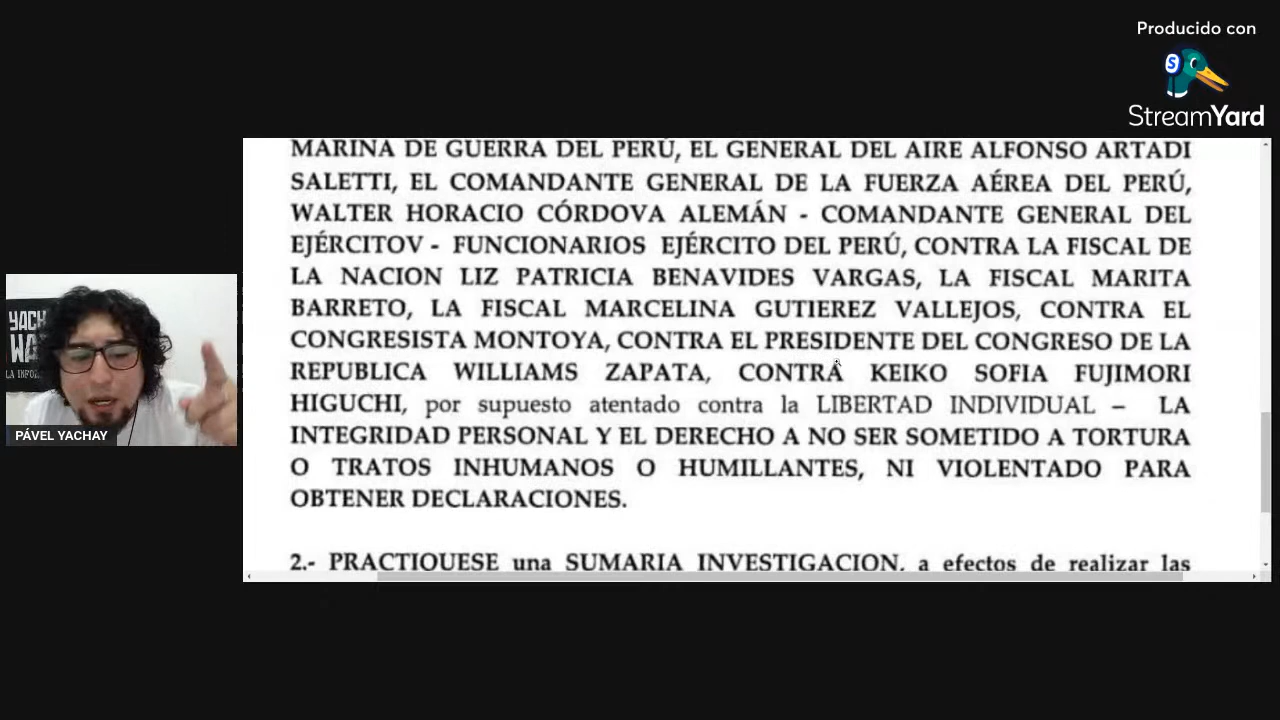 Producido con
StreamYard
MARINA DE GUERRA DEL PERÚ, EL GENERAL DEL AIRE ALFONSO ARTADI
SALETTI, EL COMANDANTE GENERAL DE LA FUERZA AÉREA DEL PERÚ,
WALTER HORACIO CÓRDOVA ALEMÁN - COMANDANTE GENERAL DEL
EJÉRCITOV - FUNCIONARIOS EJÉRCITO DEL PERÚ, CONTRA LA FISCAL DE
LA NACION LIZ PATRICIA BENAVIDES VARGAS, LA FISCAL MARITA
BARRETO, LA FISCAL MARCELINA GUTIEREZ VALLEJOS, CONTRA EL
CONGRESISTA MONTOYA, CONTRA EL PRESIDENTE DEL CONGRESO DE LA
REPUBLICA WILLIAMS ZAPATA, CONTRA KEIKO SOFIA FUJIMORI
HIGUCHI, por supuesto atentado contra la LIBERTAD INDIVIDUAL – LA
INTEGRIDAD PERSONAL Y EL DERECHO A NO SER SOMETIDO A TORTURA
O TRATOS INHUMANOS O HUMILLANTES, NI VIOLENTADO PARA
OBTENER DECLARACIONES.
2.- PRACTIQUESE una SUMARIA INVESTIGACION, a efectos de realizar las
YACH
WA
LA INFO
PÁVEL YACHAY